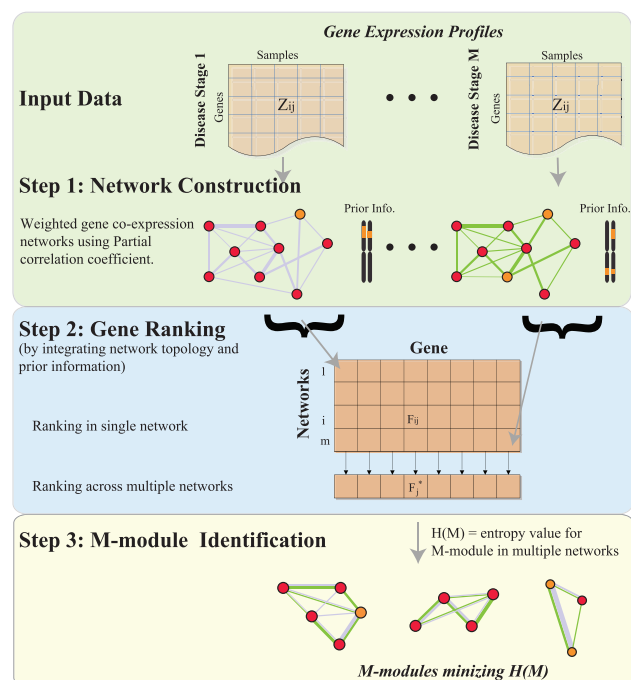 Gene Expression Profiles
Input Data
Disease Stage 1
Genes
Samples
Zij
Disease Stage M
Genes
Samples
Zij
Step 1: Network Construction
Weighted gene co-expression
networks using Partial
correlation coefficient.
Prior Info.
Prior Info.
Step 2: Gene Ranking
(by integrating network topology and
prior information)
Gene
Networks
1
i
m
Fij
Ranking in single network
Ranking across multiple networks
Fj*
Step 3: M-module Identification
H(M) = entropy value for
M-module in multiple networks
M-modules minizing H(M)